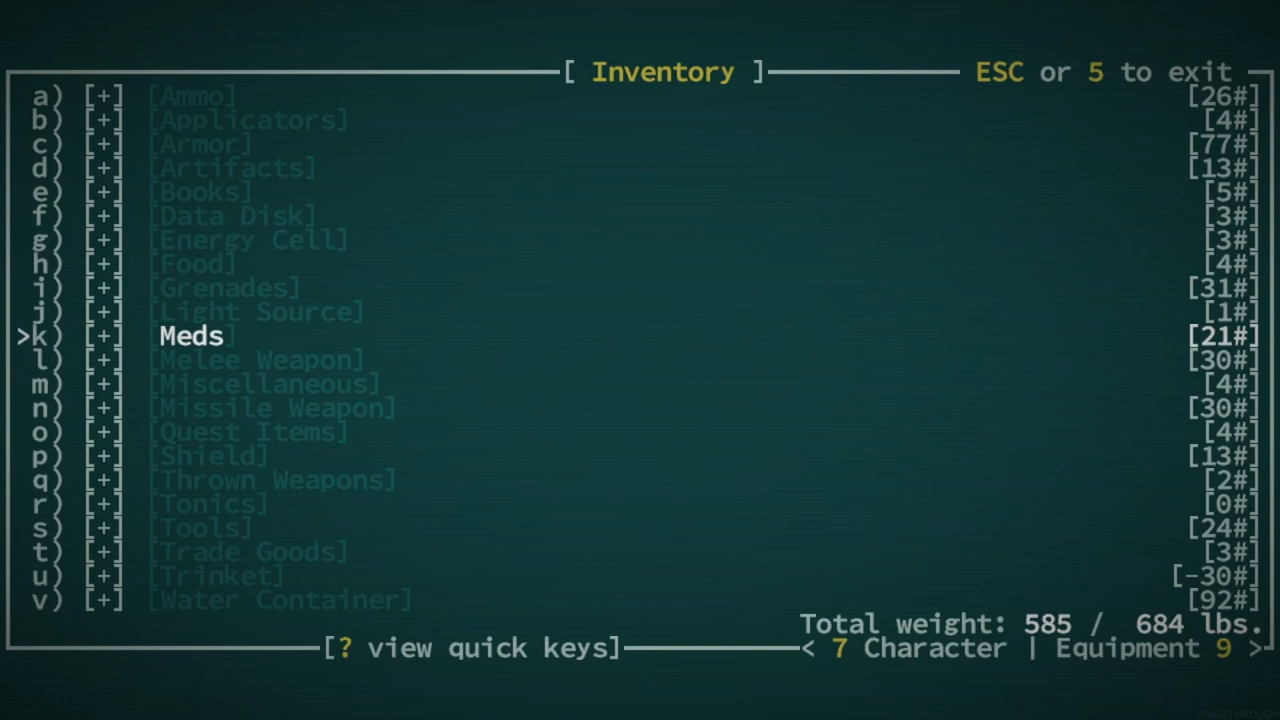 [ Inventory ] ESC or 5 to exit
a) [+] [Ammo] [26#]
b) [+] [Applicators] [4#]
c) [+] [Armor] [77#]
d) [+] [Artifacts] [13#]
e) [+] [Books] [5#]
f) [+] [Data Disk] [3#]
g) [+] [Energy Cell] [3#]
h) [+] [Food] [4#]
i) [+] [Grenades] [31#]
j) [+] [Light Source] [1#]
>k) [+] [Meds] [21#]
l) [+] [Melee Weapon] [30#]
m) [+] [Miscellaneous] [4#]
n) [+] [Missile Weapon] [30#]
o) [+] [Quest Items] [4#]
p) [+] [Shield] [13#]
q) [+] [Thrown Weapons] [2#]
r) [+] [Tonics] [0#]
s) [+] [Tools] [24#]
t) [+] [Trade Goods] [3#]
u) [+] [Trinket] [-30#]
v) [+] [Water Container] [92#]
Total weight: 585 / 684 lbs.
[? view quick keys] < 7 Character | Equipment 9 >